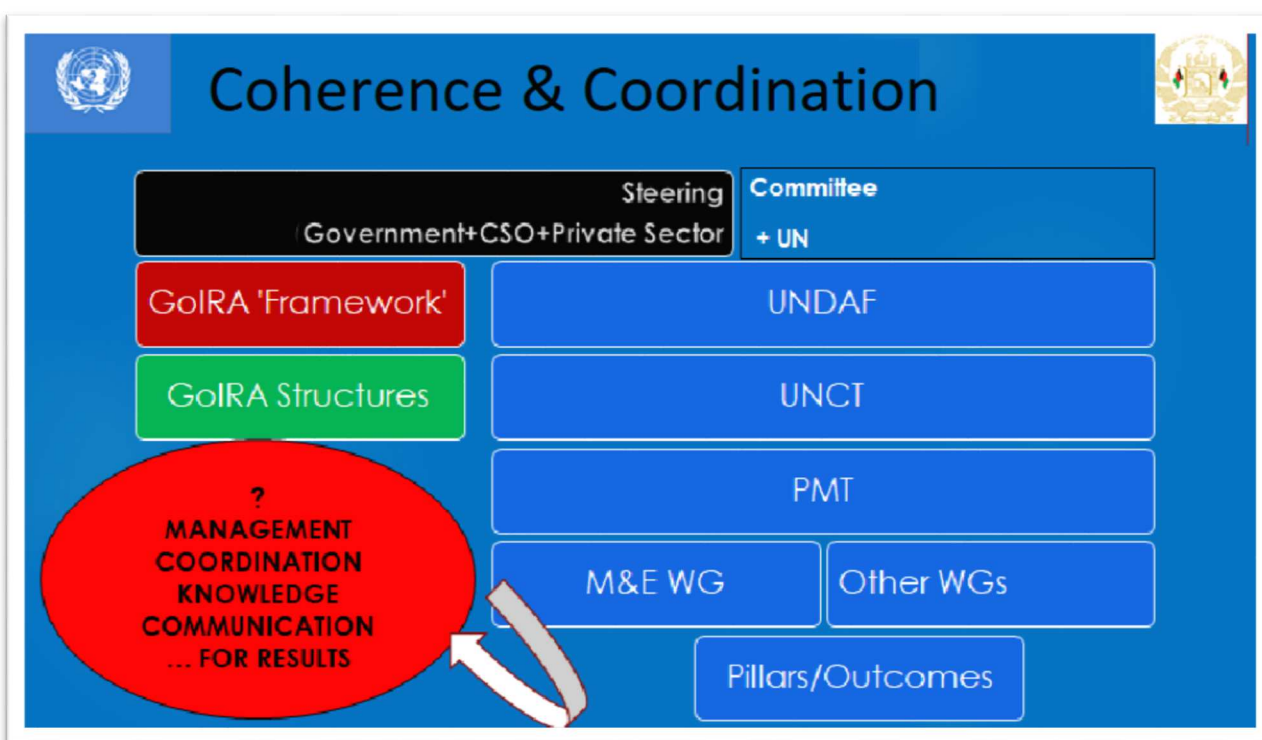 Coherence & Coordination
Steering Committee
Government+CSO+Private Sector + UN
GoIRA 'Framework'
UNDAF
GoIRA Structures
UNCT
PMT
M&E WG
Other WGs
Pillars/Outcomes
?
MANAGEMENT
COORDINATION
KNOWLEDGE
COMMUNICATION
... FOR RESULTS